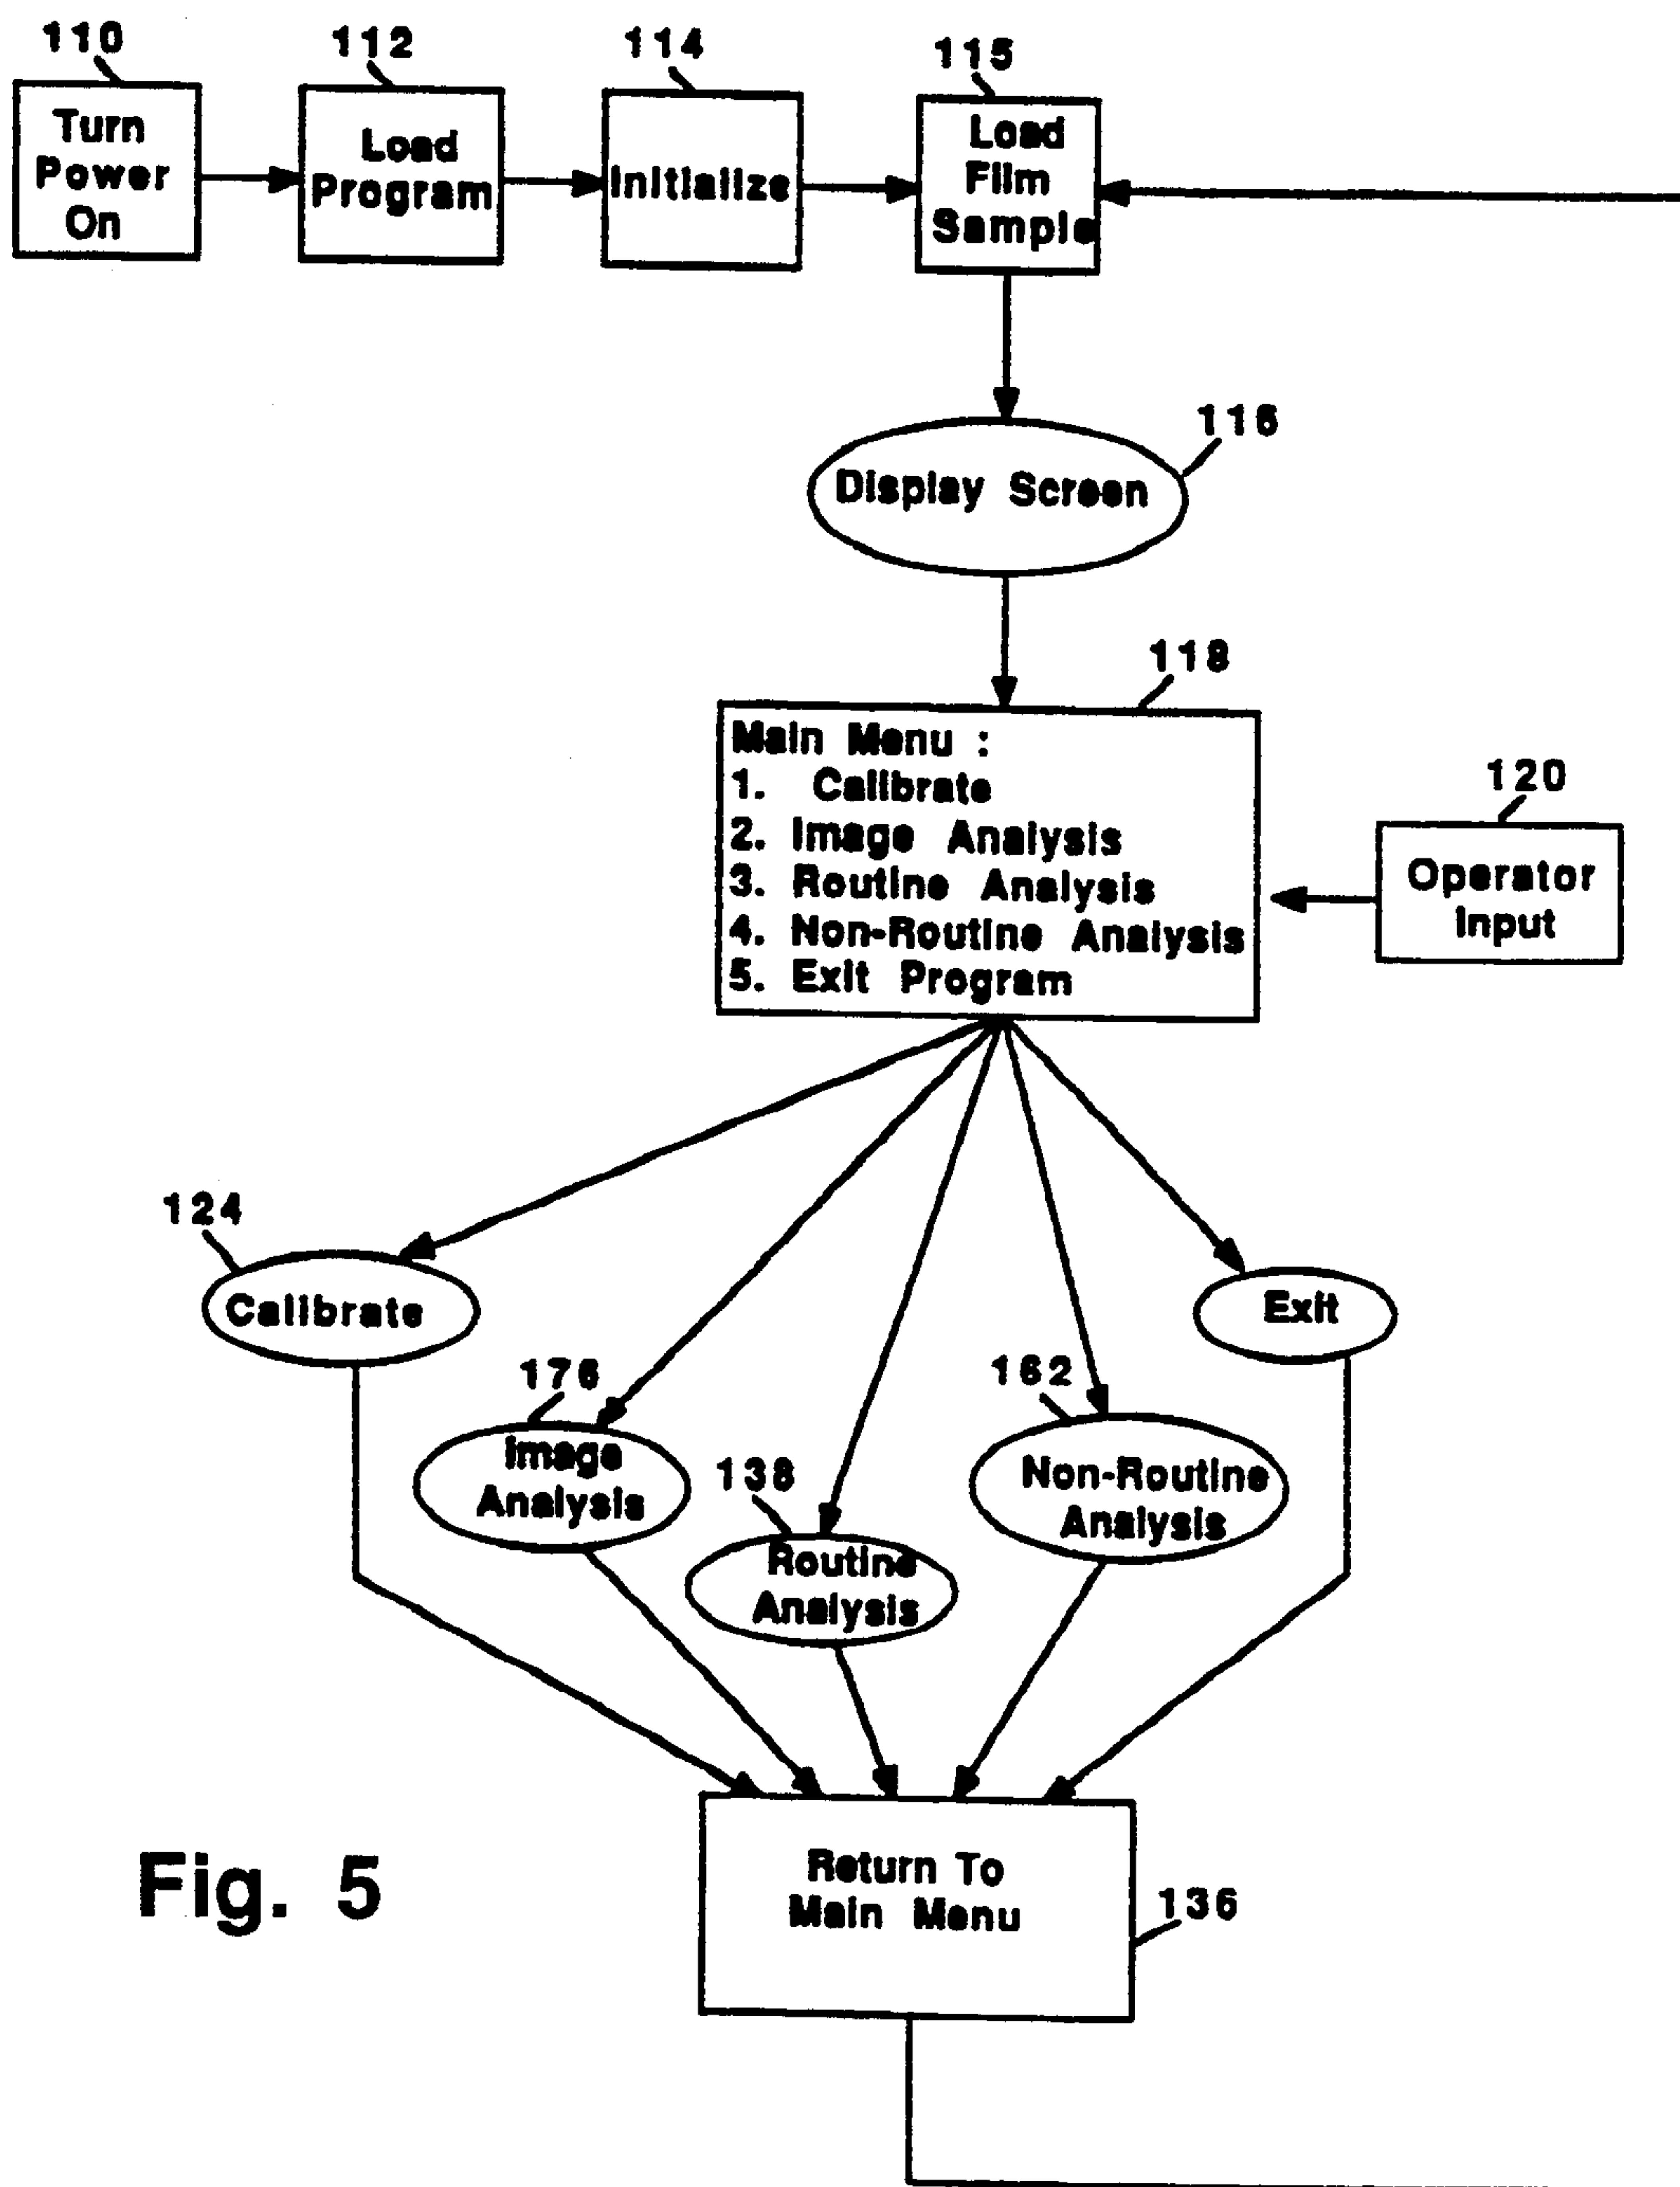 110
112
114
115
Turn
Power
On
Load
Program
Initialize
Load
Film
Sample
116
Display Screen
118
Main Menu :
1. Calibrate
2. Image Analysis
3. Routine Analysis
4. Non-Routine Analysis
5. Exit Program
120
Operator
Input
124
Calibrate
Exit
176
Image
Analysis
162
Non-Routine
Analysis
138
Routine
Analysis
Return To
Main Menu
136
Fig. 5